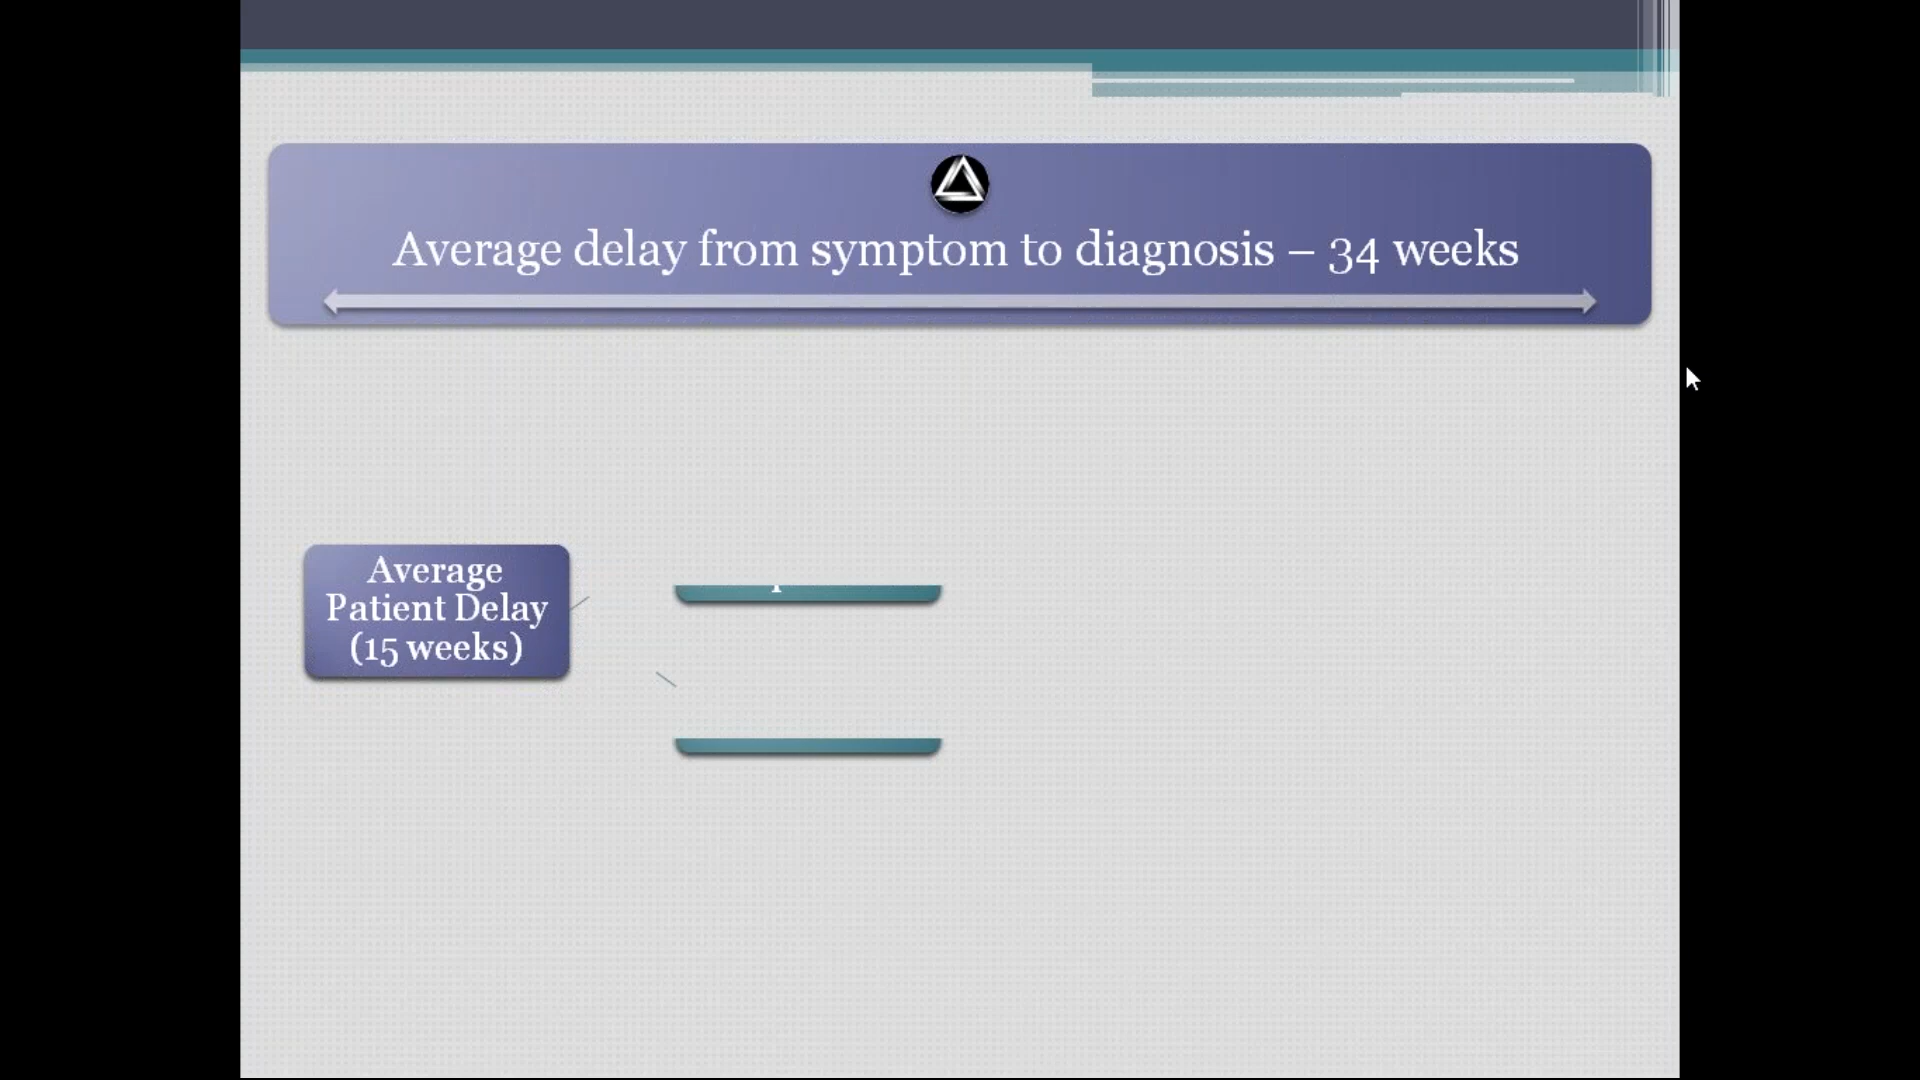 Average delay from symptom to diagnosis – 34 weeks
Average
Patient Delay
(15 weeks)